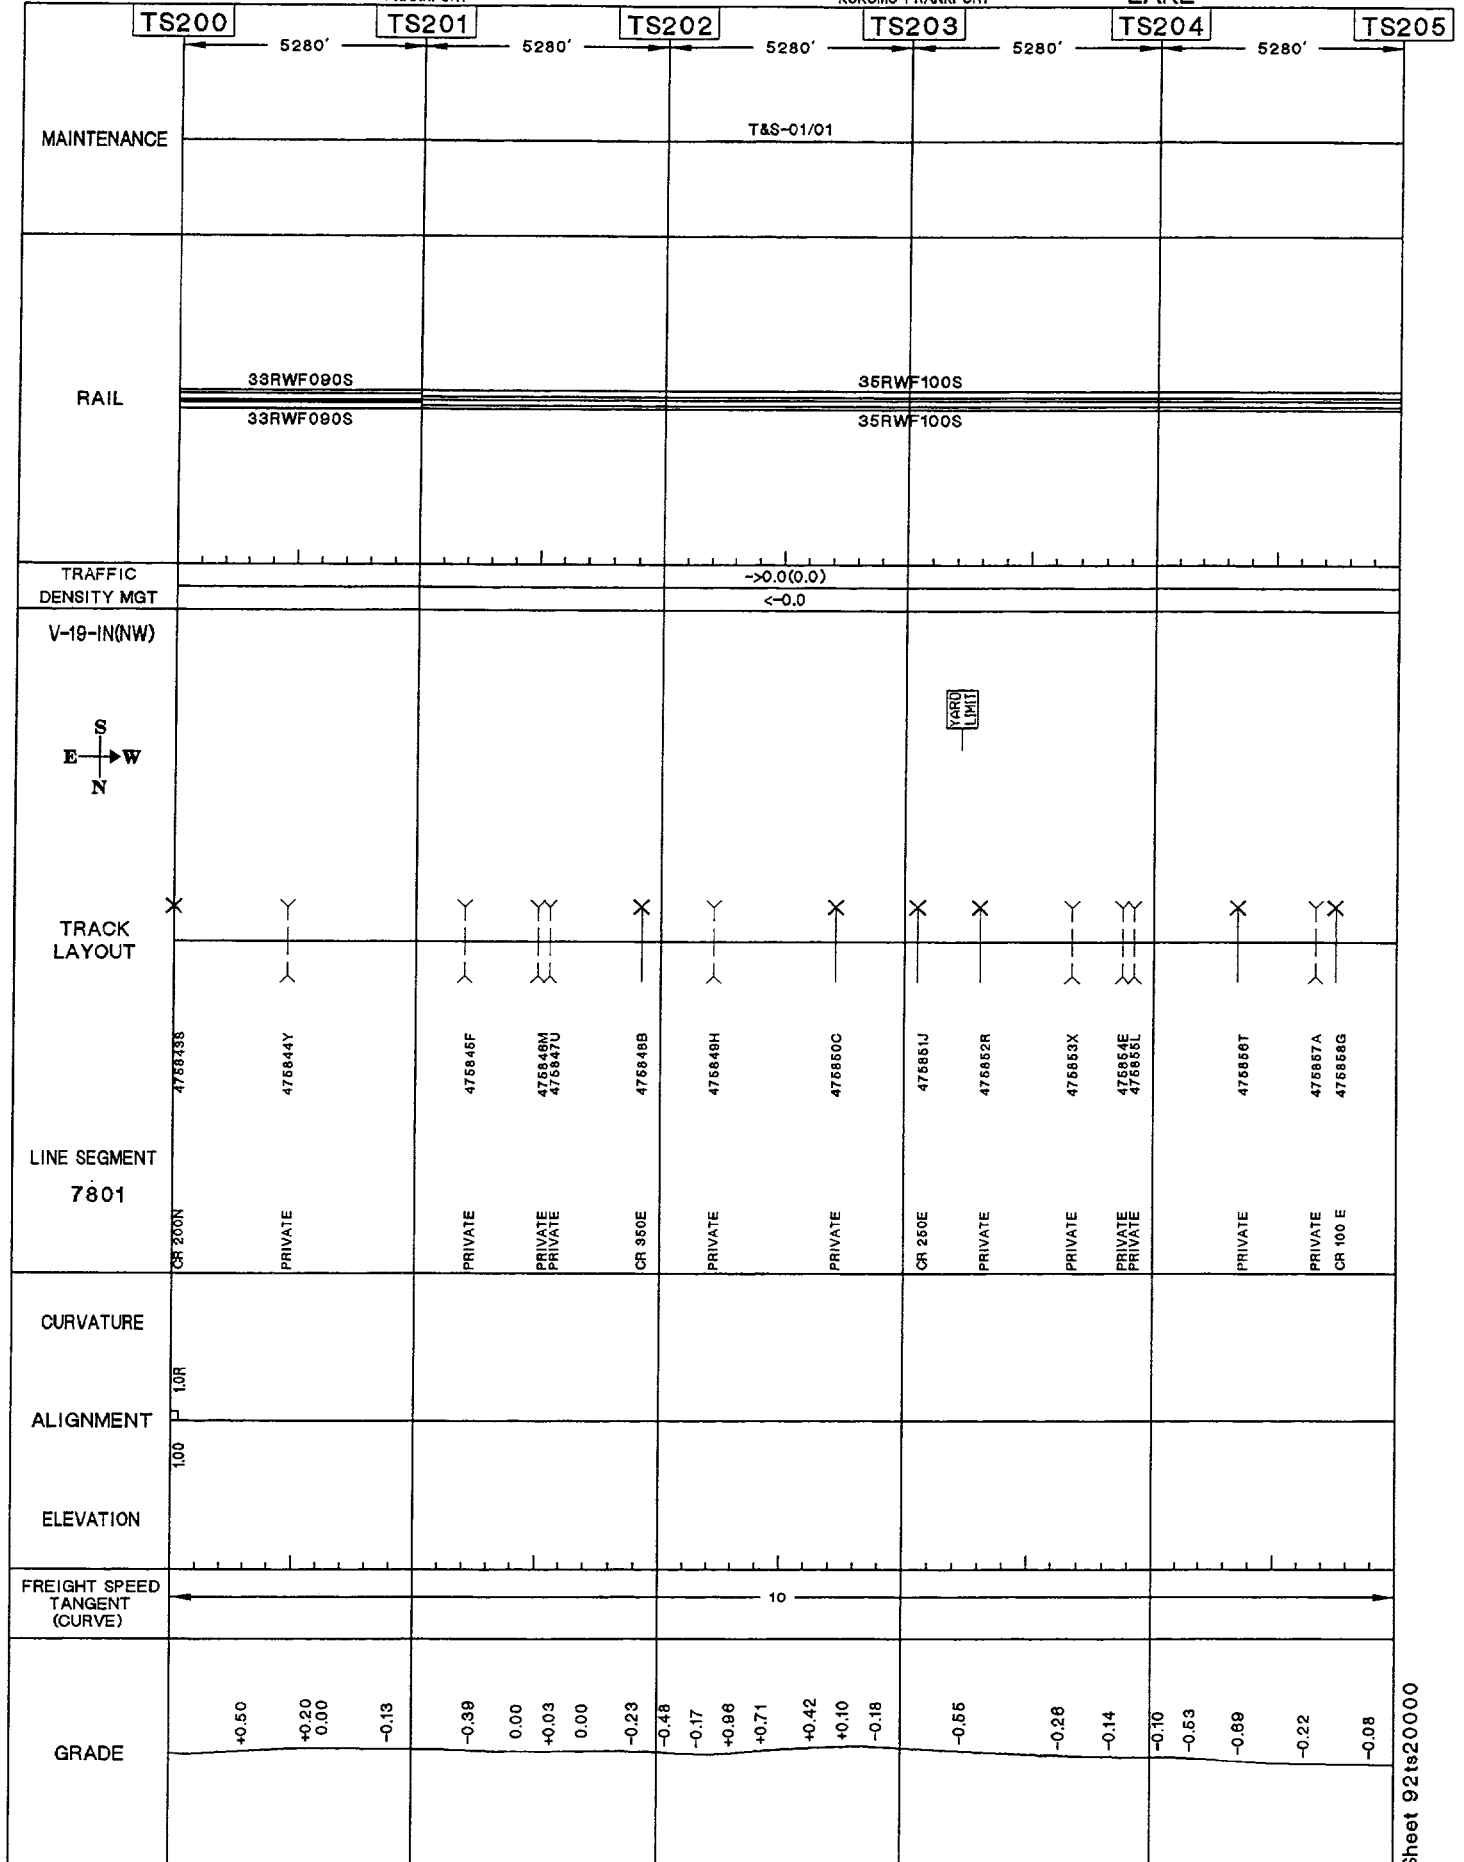 KOKOMO-FRANKFORT
LAKE
TS200 TS201 TS202 TS203 TS204 TS205
5280' 5280' 5280' 5280' 5280'
MAINTENANCE
T&S-01/01
RAIL
33RWF090S 35RWF100S
33RWF090S 35RWF100S
TRAFFIC
DENSITY MGT
->0.0(0.0)
<-0.0
V-19-IN(NW)
YARD
LIMIT
S
E W
N
TRACK
LAYOUT
475843S 475844Y 475845F 475846M 475847U 475848B 475849H 475850C 475851J 475852R 475853X 475854E 475855L 475856T 475857A 475858G
LINE SEGMENT
7801
CR 200N PRIVATE PRIVATE PRIVATE PRIVATE CR 350E PRIVATE PRIVATE CR 250E PRIVATE PRIVATE PRIVATE PRIVATE PRIVATE PRIVATE CR 100 E
CURVATURE
1.0R
ALIGNMENT
1.00
ELEVATION
FREIGHT SPEED
TANGENT
(CURVE)
10
GRADE
+0.50 +0.20 0.00 -0.13 -0.39 0.00 +0.03 0.00 -0.23 -0.48 -0.17 +0.96 +0.71 +0.42 +0.10 -0.18 -0.55 -0.26 -0.14 -0.10 -0.53 -0.69 -0.22 -0.08
Sheet 92ts20000